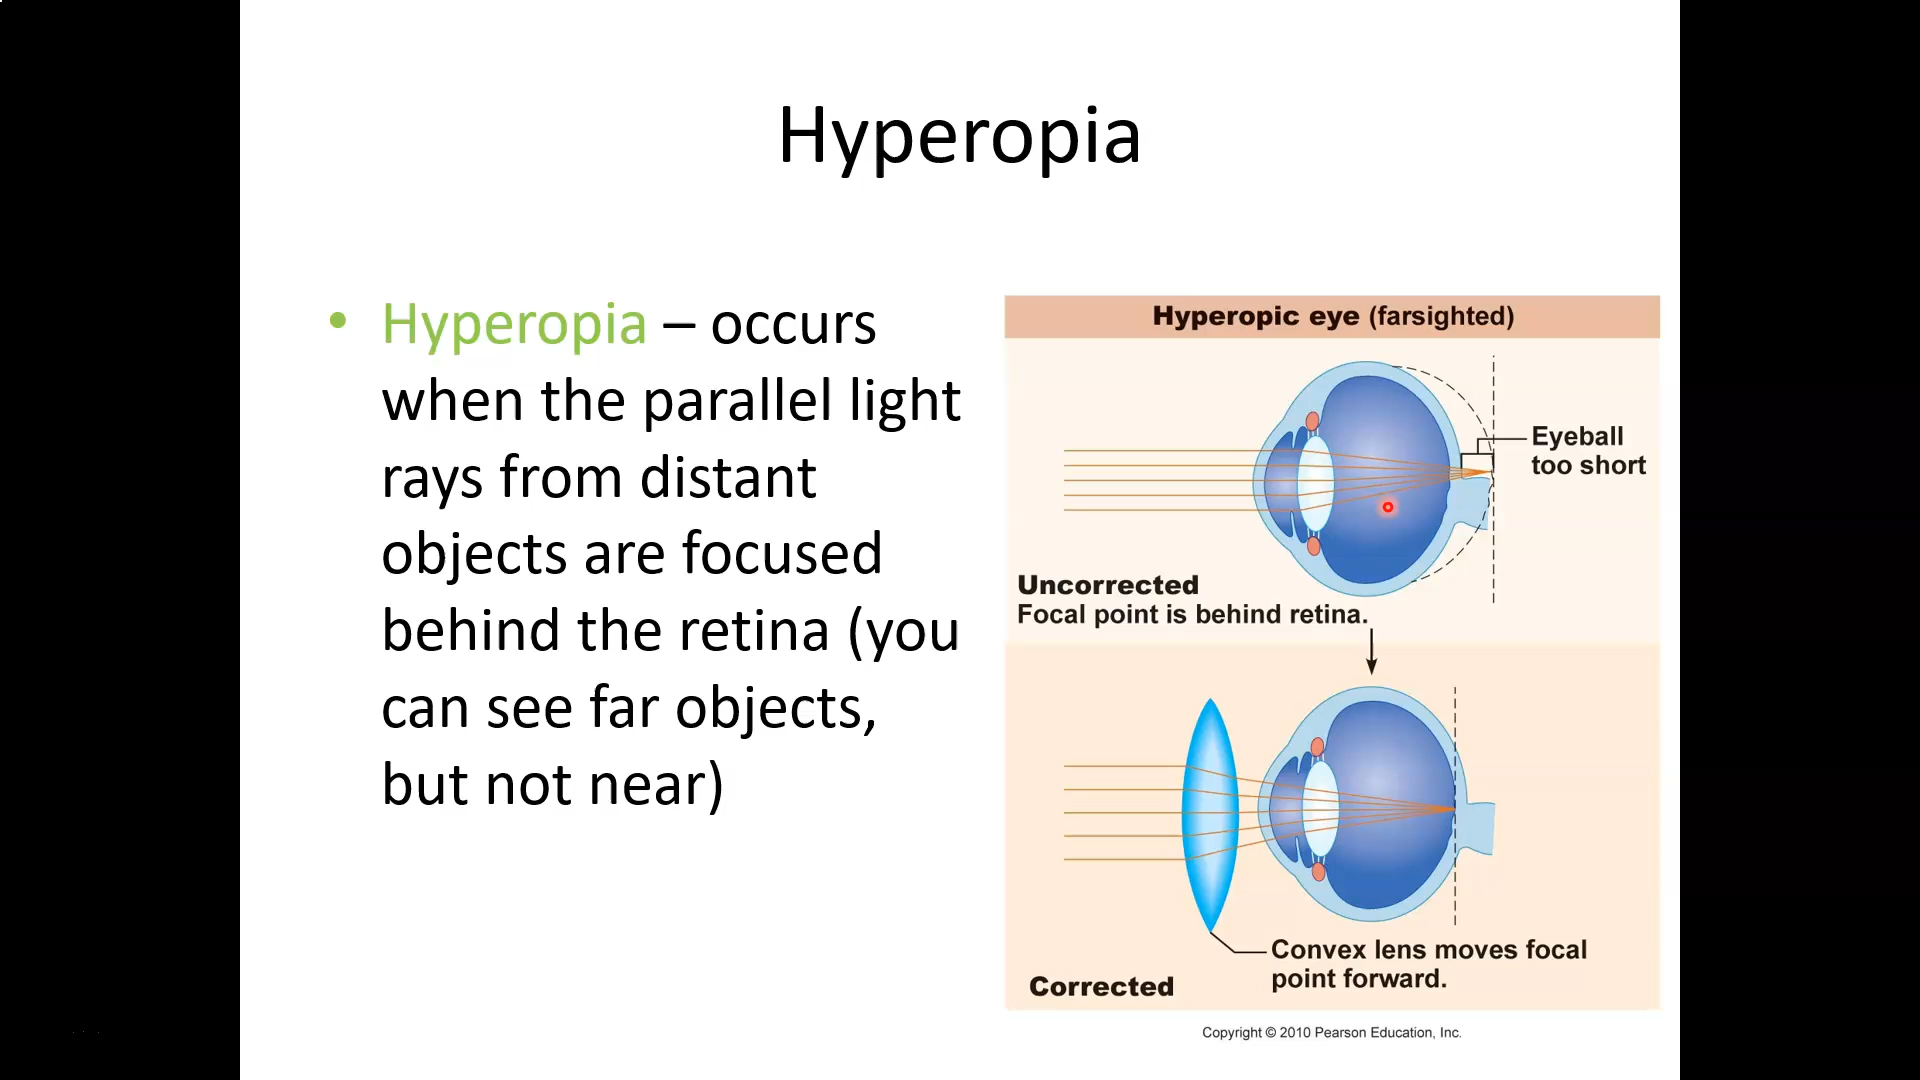 Hyperopia
• Hyperopia – occurs
when the parallel light
rays from distant
objects are focused
behind the retina (you
can see far objects,
but not near)
Hyperopic eye (farsighted)
Eyeball
too short
Uncorrected
Focal point is behind retina.
Convex lens moves focal
point forward.
Corrected
Copyright © 2010 Pearson Education, Inc.